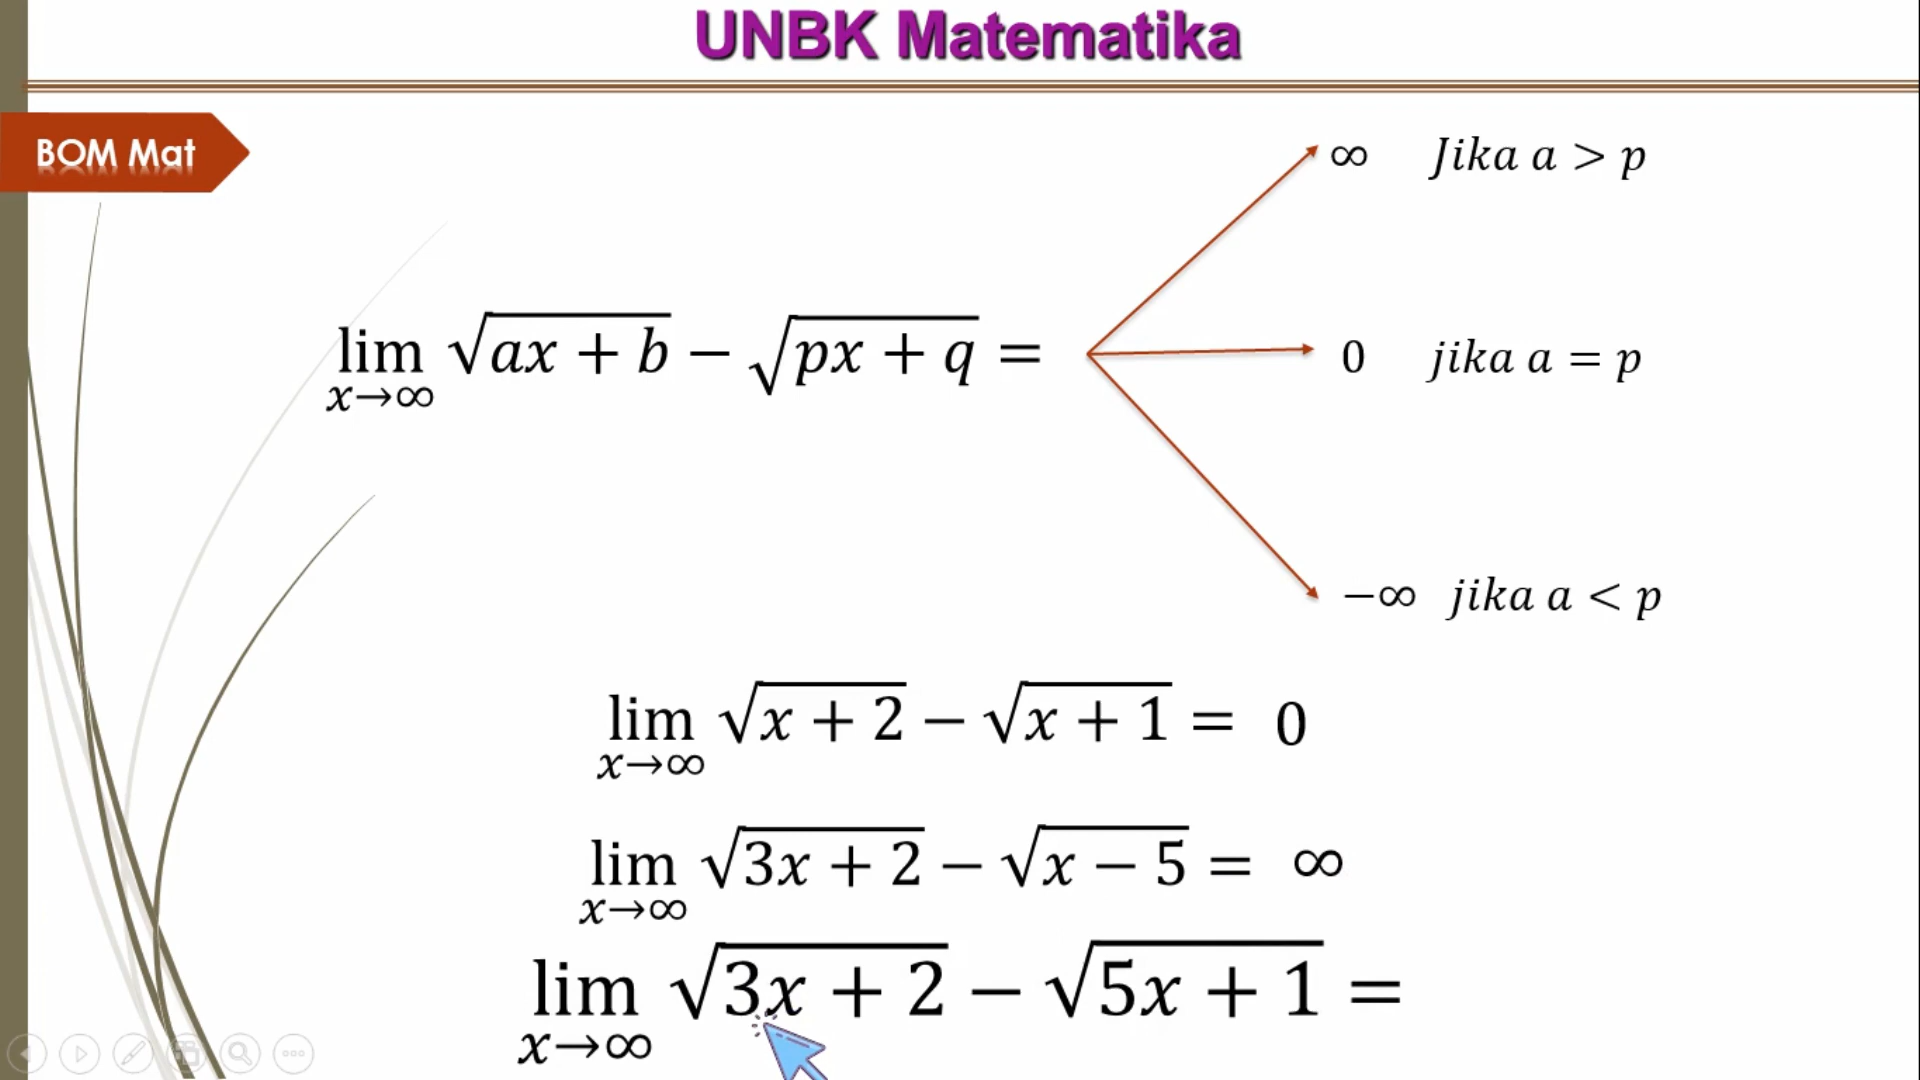 UNBK Matematika
BOM Mat
∞ Jika a > p
lim x→∞ √(ax + b) − √(px + q) =
0 jika a = p
−∞ jika a < p
lim x→∞ √(x + 2) − √(x + 1) = 0
lim x→∞ √(3x + 2) − √(x − 5) = ∞
lim x→∞ √(3x + 2) − √(5x + 1) =